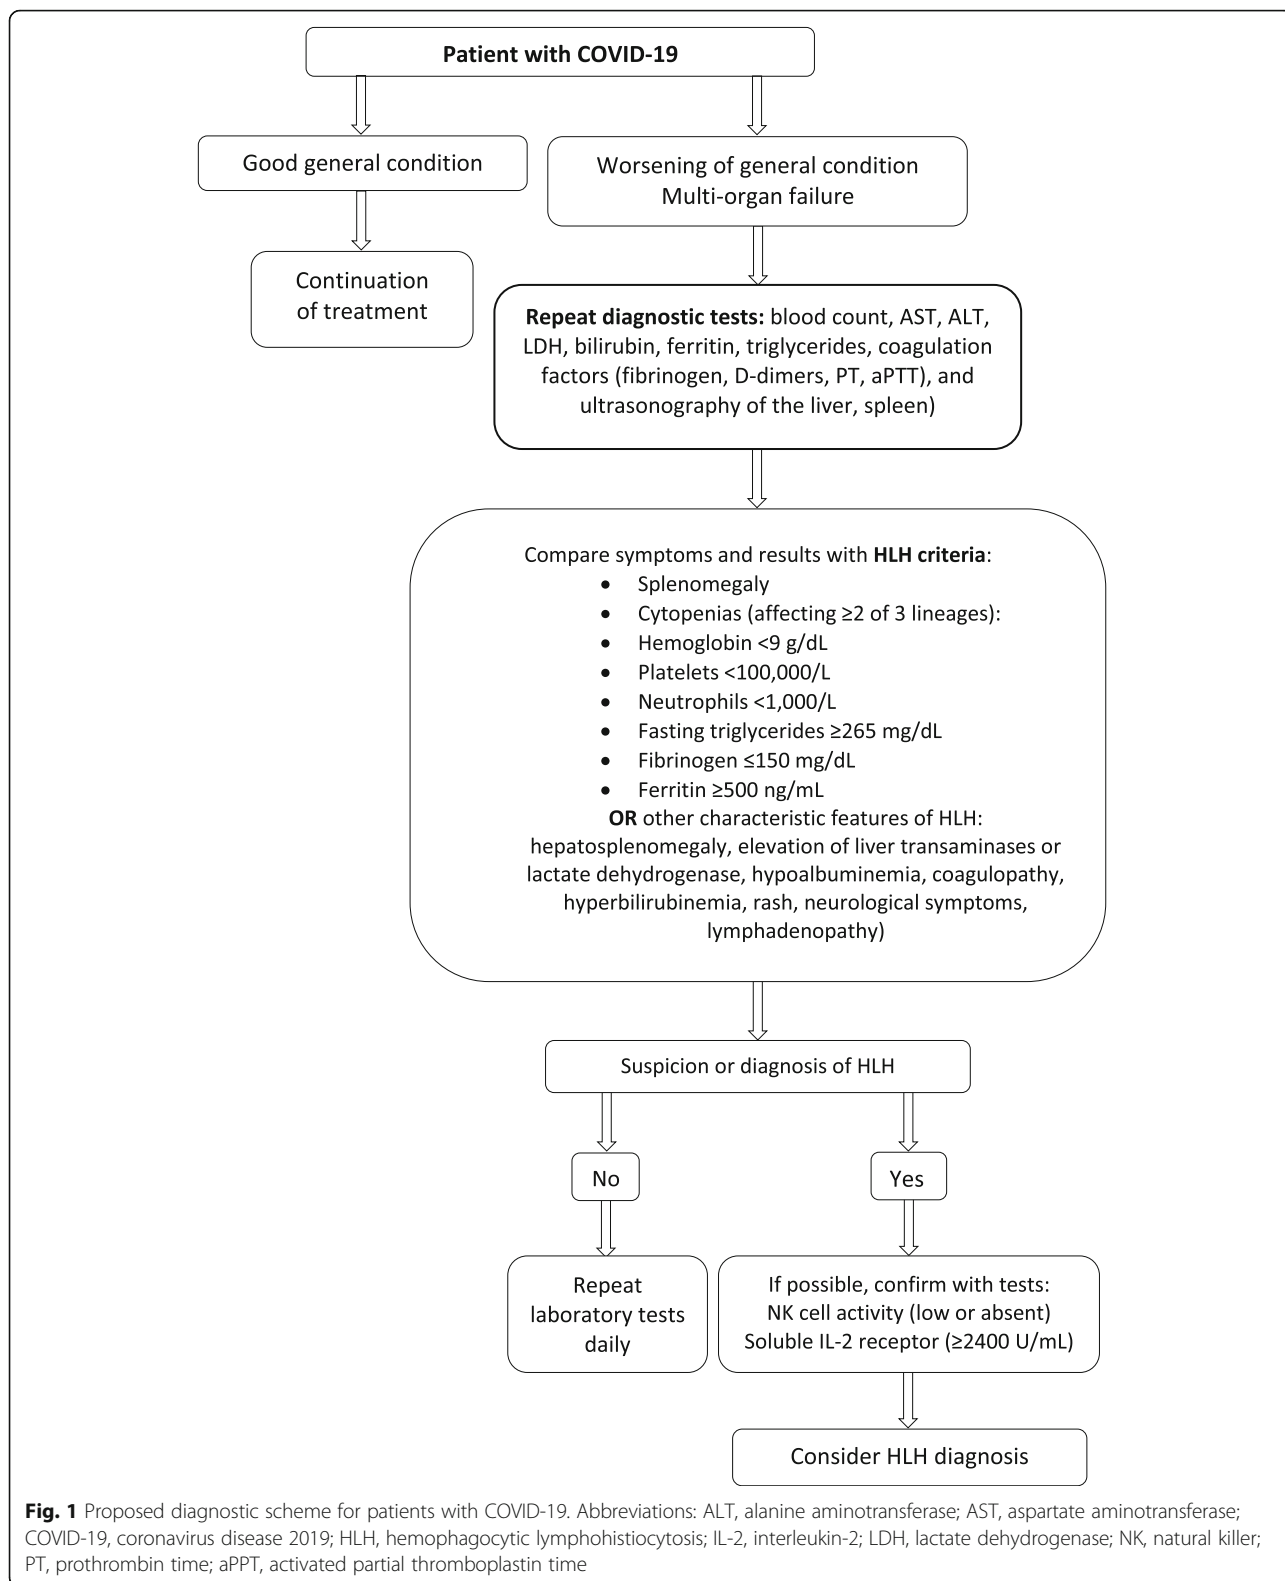 Patient with COVID-19
Good general condition
Worsening of general condition
Multi-organ failure
Continuation
of treatment
Repeat diagnostic tests: blood count, AST, ALT,
LDH, bilirubin, ferritin, triglycerides, coagulation
factors (fibrinogen, D-dimers, PT, aPTT), and
ultrasonography of the liver, spleen)
Compare symptoms and results with HLH criteria:
• Splenomegaly
• Cytopenias (affecting ≥2 of 3 lineages):
• Hemoglobin <9 g/dL
• Platelets <100,000/L
• Neutrophils <1,000/L
• Fasting triglycerides ≥265 mg/dL
• Fibrinogen ≤150 mg/dL
• Ferritin ≥500 ng/mL
OR other characteristic features of HLH:
hepatosplenomegaly, elevation of liver transaminases or
lactate dehydrogenase, hypoalbuminemia, coagulopathy,
hyperbilirubinemia, rash, neurological symptoms,
lymphadenopathy)
Suspicion or diagnosis of HLH
No
Yes
Repeat
laboratory tests
daily
If possible, confirm with tests:
NK cell activity (low or absent)
Soluble IL-2 receptor (≥2400 U/mL)
Consider HLH diagnosis
Fig. 1 Proposed diagnostic scheme for patients with COVID-19. Abbreviations: ALT, alanine aminotransferase; AST, aspartate aminotransferase;
COVID-19, coronavirus disease 2019; HLH, hemophagocytic lymphohistiocytosis; IL-2, interleukin-2; LDH, lactate dehydrogenase; NK, natural killer;
PT, prothrombin time; aPPT, activated partial thromboplastin time